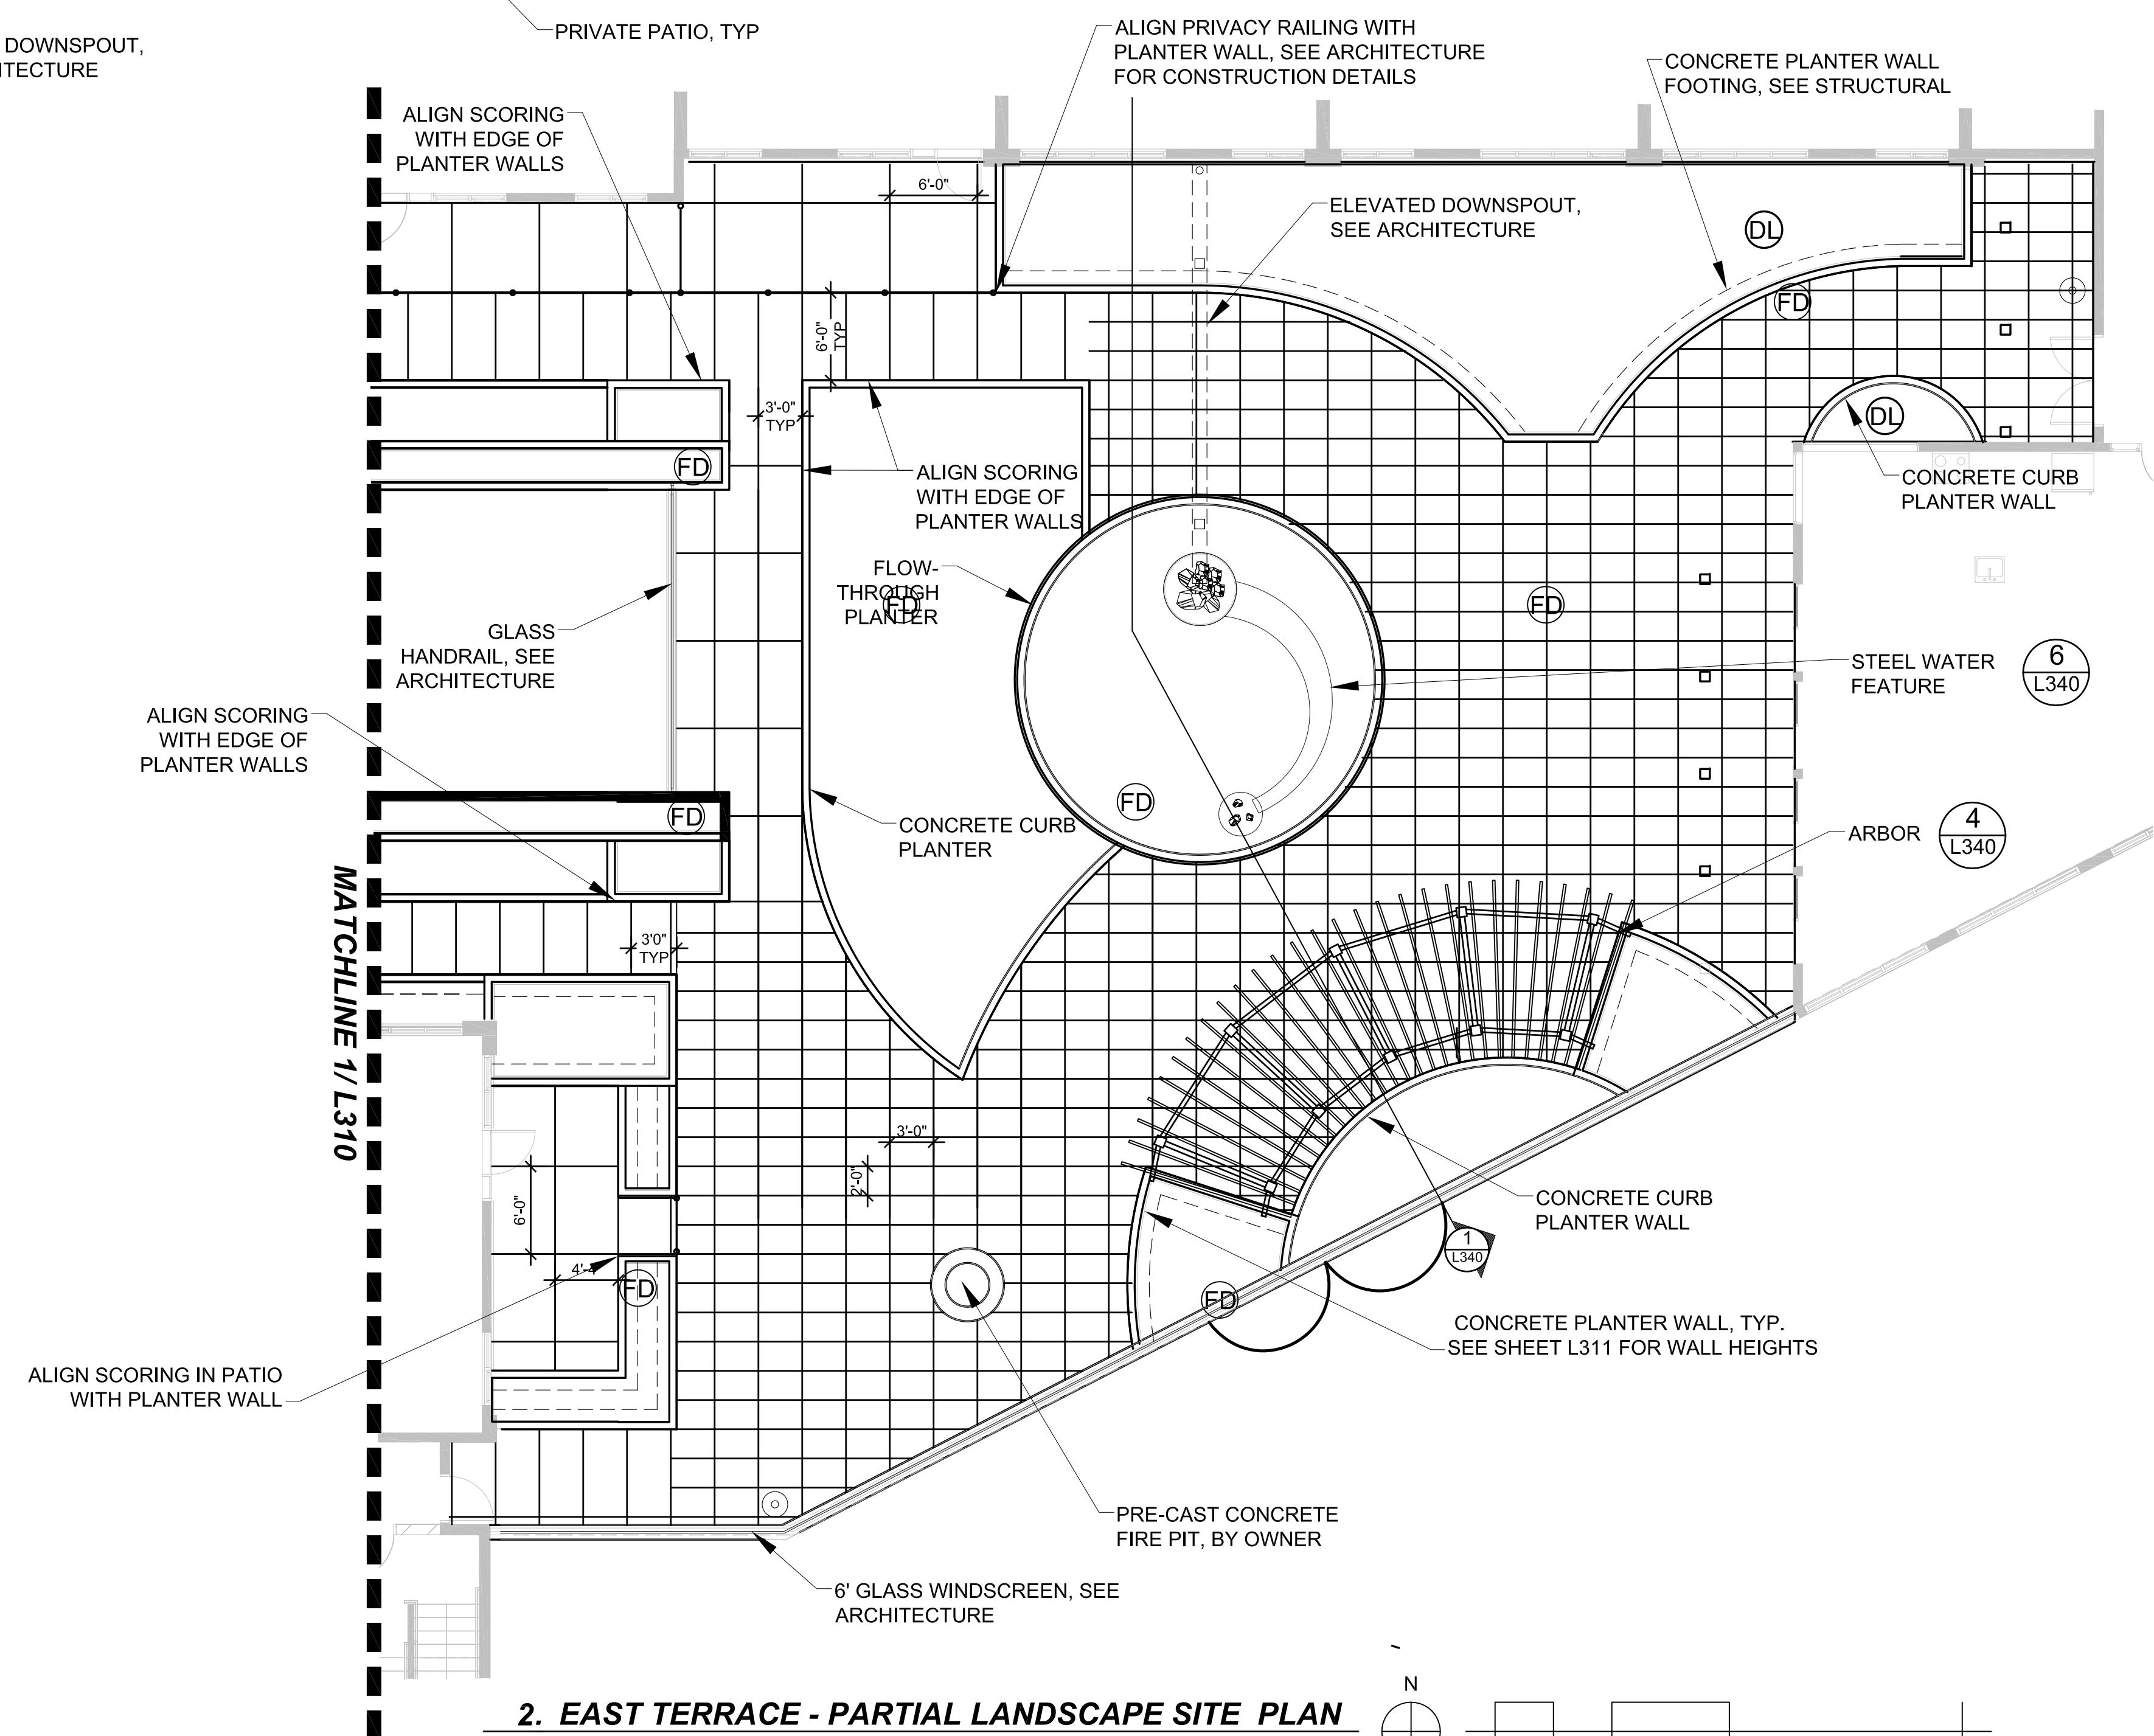 DOWNSPOUT,
PRIVATE PATIO, TYP
ALIGN PRIVACY RAILING WITH
PLANTER WALL, SEE ARCHITECTURE
FOR CONSTRUCTION DETAILS
CONCRETE PLANTER WALL
FOOTING, SEE STRUCTURAL
ALIGN SCORING
WITH EDGE OF
PLANTER WALLS
6'-0"
ELEVATED DOWNSPOUT,
SEE ARCHITECTURE
DL
FD
6'-0"
TYP
3'-0"
TYP
DL
FD
ALIGN SCORING
WITH EDGE OF
PLANTER WALLS
CONCRETE CURB
PLANTER WALL
FLOW-
THROUGH
PLANTER
FD
FD
GLASS
HANDRAIL, SEE
ARCHITECTURE
STEEL WATER
FEATURE
6
L340
ALIGN SCORING
WITH EDGE OF
PLANTER WALLS
FD
FD
CONCRETE CURB
PLANTER
ARBOR
4
L340
MATCHLINE 1/ L310
3'0"
TYP
3'-0"
2'-0"
6'-0"
4'-4
FD
FD
CONCRETE CURB
PLANTER WALL
1
L340
CONCRETE PLANTER WALL, TYP.
SEE SHEET L311 FOR WALL HEIGHTS
ALIGN SCORING IN PATIO
WITH PLANTER WALL
PRE-CAST CONCRETE
FIRE PIT, BY OWNER
6' GLASS WINDSCREEN, SEE
ARCHITECTURE
N
2. EAST TERRACE - PARTIAL LANDSCAPE SITE PLAN